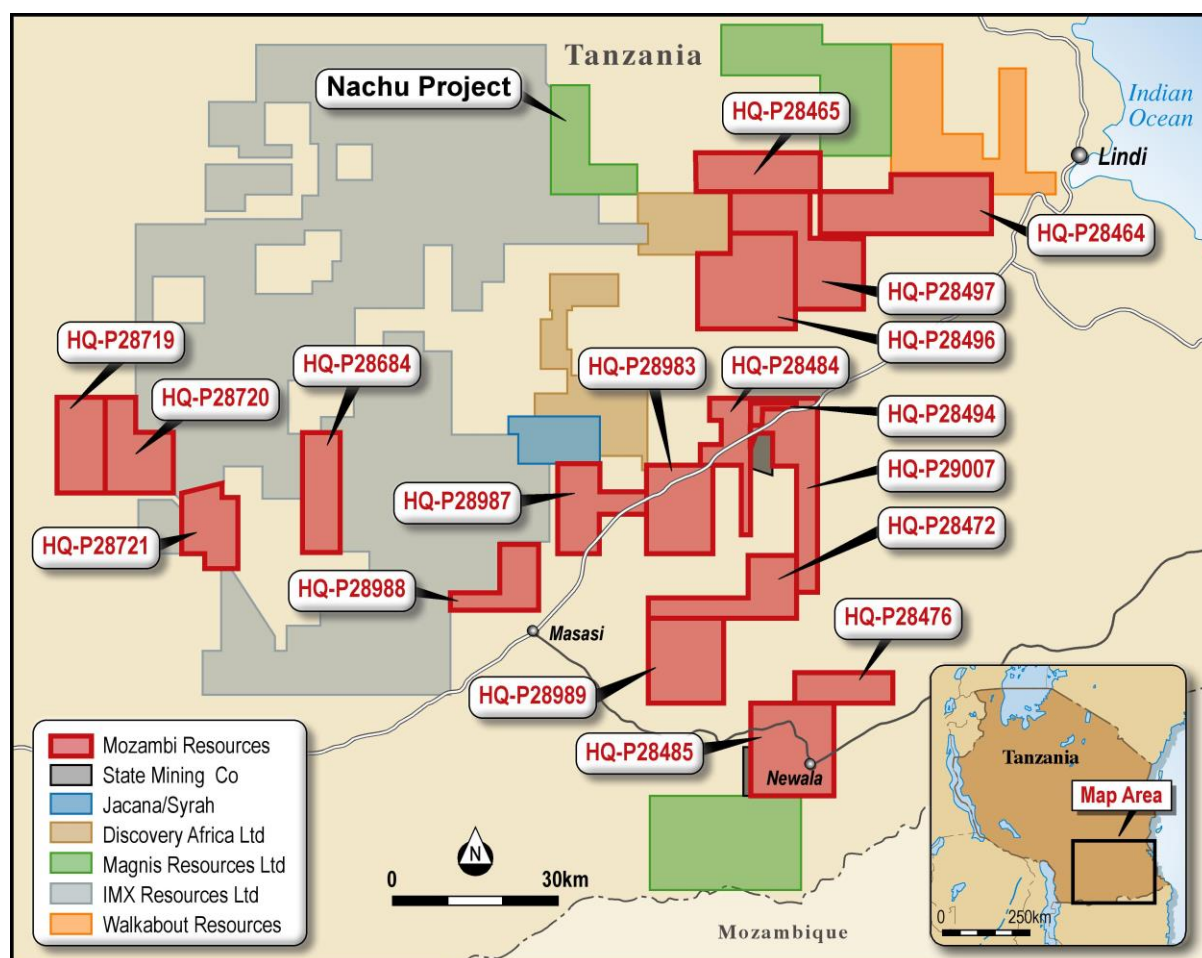 Tanzania
Nachu Project
Indian
Ocean
Lindi
HQ-P28465
HQ-P28464
HQ-P28497
HQ-P28496
HQ-P28719
HQ-P28720
HQ-P28684
HQ-P28983
HQ-P28484
HQ-P28494
HQ-P29007
HQ-P28987
HQ-P28472
HQ-P28721
HQ-P28988
Masasi
HQ-P28476
HQ-P28989
HQ-P28485
Newala
Mozambi Resources
State Mining Co
Jacana/Syrah
Discovery Africa Ltd
Magnis Resources Ltd
IMX Resources Ltd
Walkabout Resources
N
0 30km
Mozambique
Tanzania
Map Area
0 250km